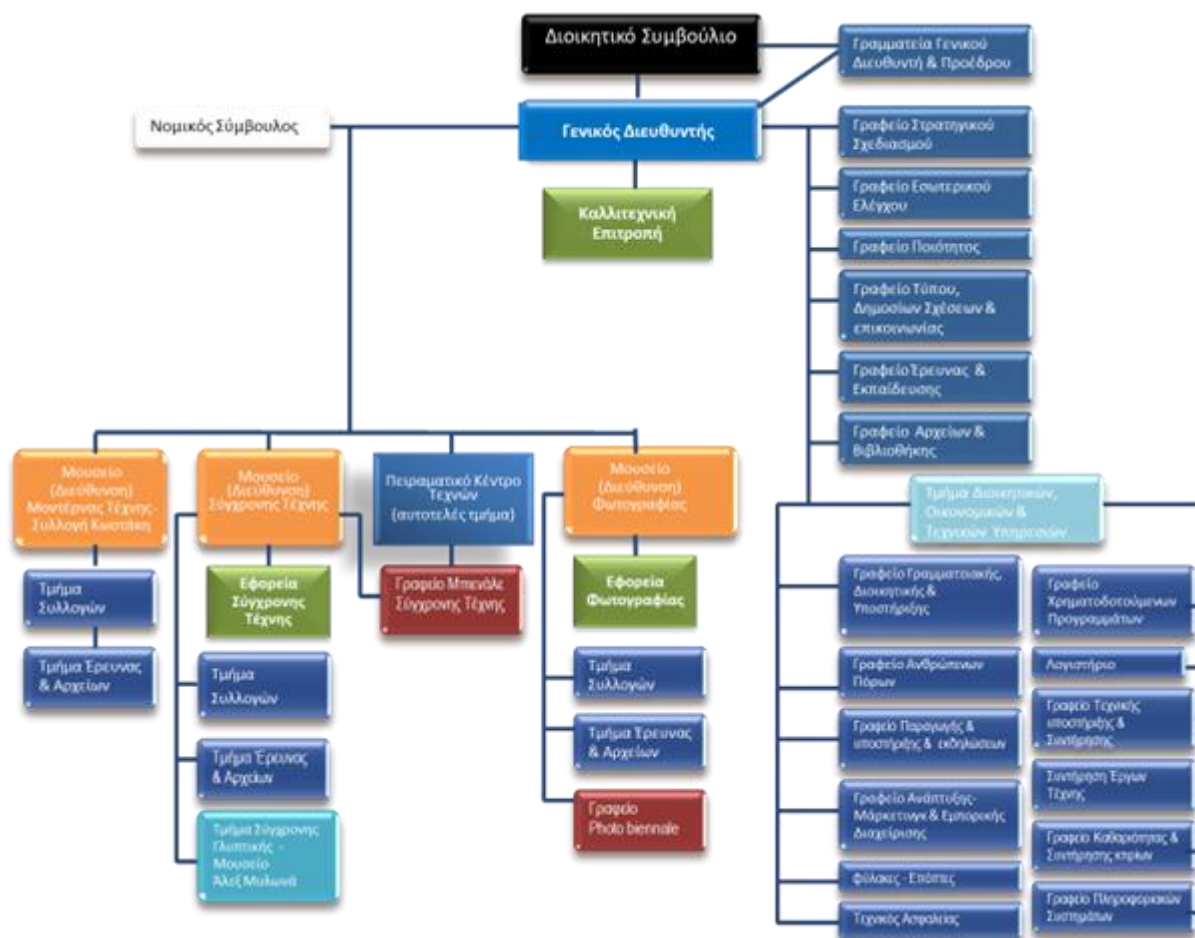 Διοικητικό Συμβούλιο
Γραμματεία Γενικού
Διευθυντή & Προέδρου
Νομικός Σύμβουλος
Γενικός Διευθυντής
Γραφείο Στρατηγικού
Σχεδιασμού
Γραφείο Εσωτερικού
Ελέγχου
Καλλιτεχνική
Επιτροπή
Γραφείο Ποιότητος
Γραφείο Τύπου,
Δημοσίων Σχέσεων &
επικοινωνίας
Γραφείο Έρευνας &
Εκπαίδευσης
Γραφείο Αρχείων &
Βιβλιοθήκης
Μουσείο
(Διεύθυνση)
Μοντέρνας Τέχνης-
Συλλογή Κωστάκη
Μουσείο
(Διεύθυνση)
Σύγχρονης Τέχνης
Πειραματικό Κέντρο
Τεχνών
(αυτοτελές τμήμα)
Μουσείο
(Διεύθυνση)
Φωτογραφίας
Τμήμα Διοικητικών,
Οικονομικών &
Τεχνικών Υπηρεσιών
Τμήμα
Συλλογών
Τμήμα Έρευνας
& Αρχείων
Εφορεία
Σύγχρονης
Τέχνης
Τμήμα
Συλλογών
Τμήμα Έρευνας
& Αρχείων
Τμήμα Σύγχρονης
Γλυπτικής -
Μουσείο
Άλεξ Μυλωνά
Γραφείο Μπενάλε
Σύγχρονης Τέχνης
Εφορεία
Φωτογραφίας
Τμήμα
Συλλογών
Τμήμα Έρευνας
& Αρχείων
Γραφείο
Photo biennale
Γραφείο Γραμματειακής,
Διοικητικής &
Υποστήριξης
Γραφείο Ανθρώπινων
Πόρων
Γραφείο Παραγωγής &
υποστήριξης & εκδηλώσεων
Γραφείο Ανάπτυξης-
Μάρκετινγκ & Εμπορικής
Διαχείρισης
Φύλακες - Επόπτες
Τεχνικός Ασφαλείας
Γραφείο
Χρηματοδοτούμενων
Προγραμμάτων
Λογιστήριο
Γραφείο Τεχνικής
υποστήριξης &
Συντήρησης
Συντήρηση Έργων
Τέχνης
Γραφείο Καθαριότητας &
Συντήρησης κτιρίων
Γραφείο Πληροφοριακών
Συστημάτων